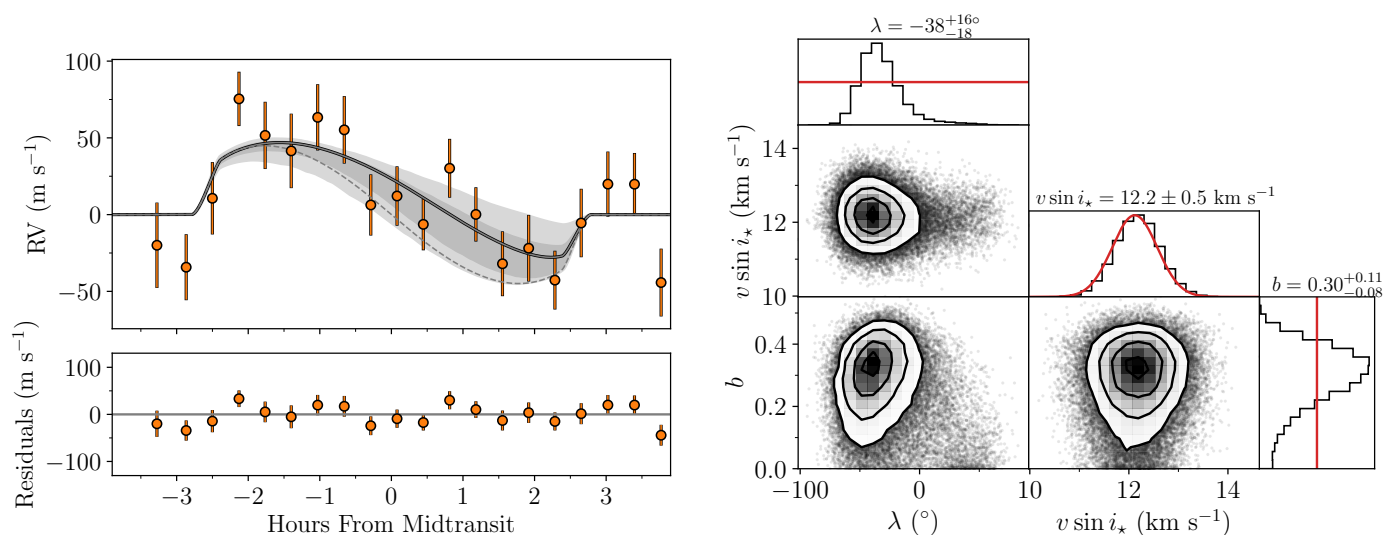 100
50
0
−50
RV (m s⁻¹)
100
0
−100
Residuals (m s⁻¹)
−3
−2
−1
0
1
2
3
Hours From Midtransit
λ = −38⁺¹⁶°₋₁₈
14
12
10
v sin i⋆ (km s⁻¹)
v sin i⋆ = 12.2 ± 0.5 km s⁻¹
b = 0.30⁺⁰·¹¹₋₀.₀₈
0.4
0.2
0.0
b
−100
0
λ (°)
10
12
14
v sin i⋆ (km s⁻¹)